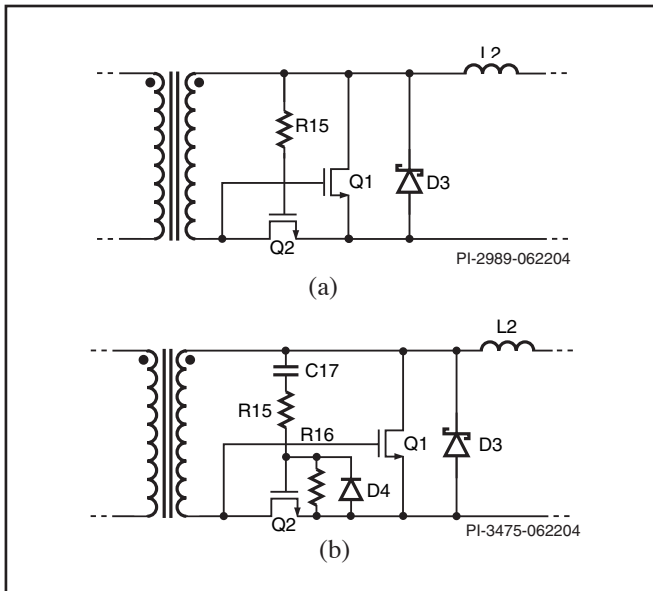 L2
R15
Q1
D3
Q2
PI-2989-062204
(a)
L2
C17
R15
R16
Q1
D3
D4
Q2
PI-3475-062204
(b)